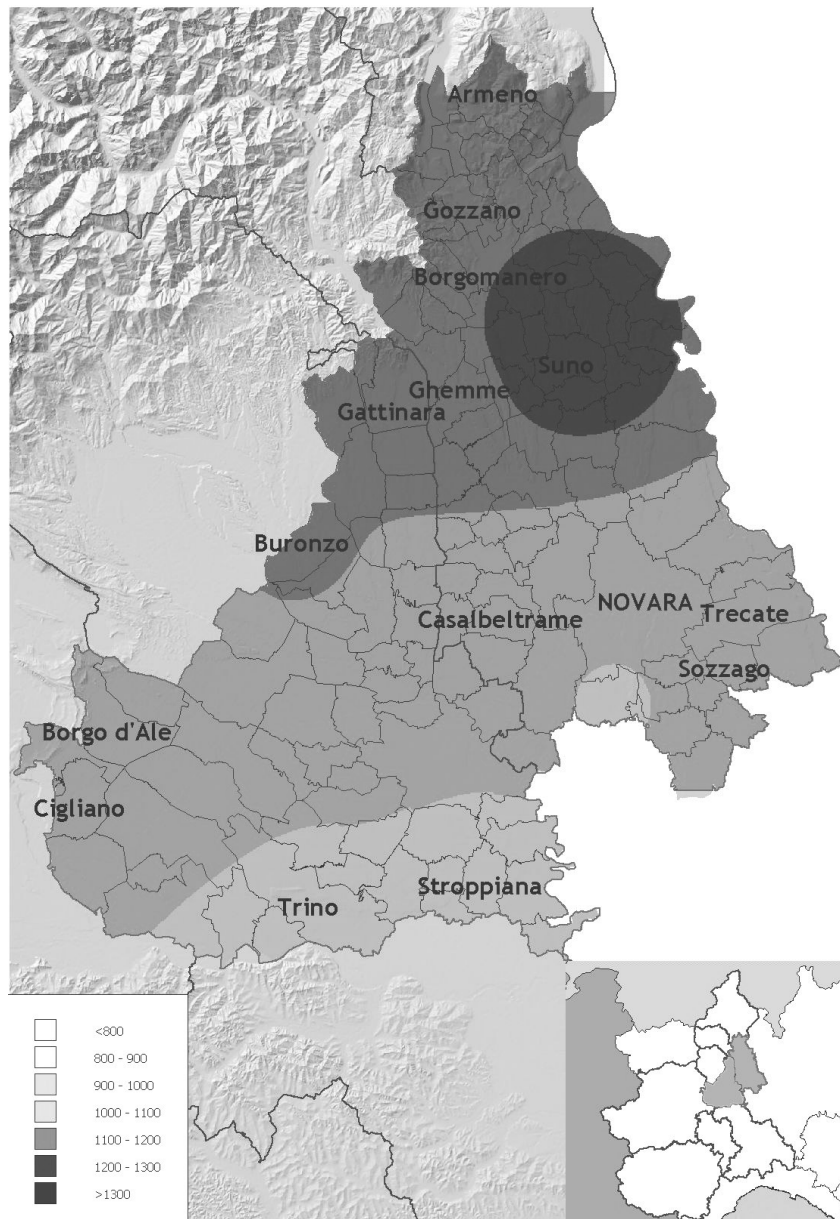 Armeno
Gozzano
Borgomanero
Suno
Ghemme
Gattinara
Buronzo
Casalbeltrame
NOVARA
Trecate
Sozzago
Borgo d'Ale
Cigliano
Stroppiana
Trino
<800
800 - 900
900 - 1000
1000 - 1100
1100 - 1200
1200 - 1300
>1300